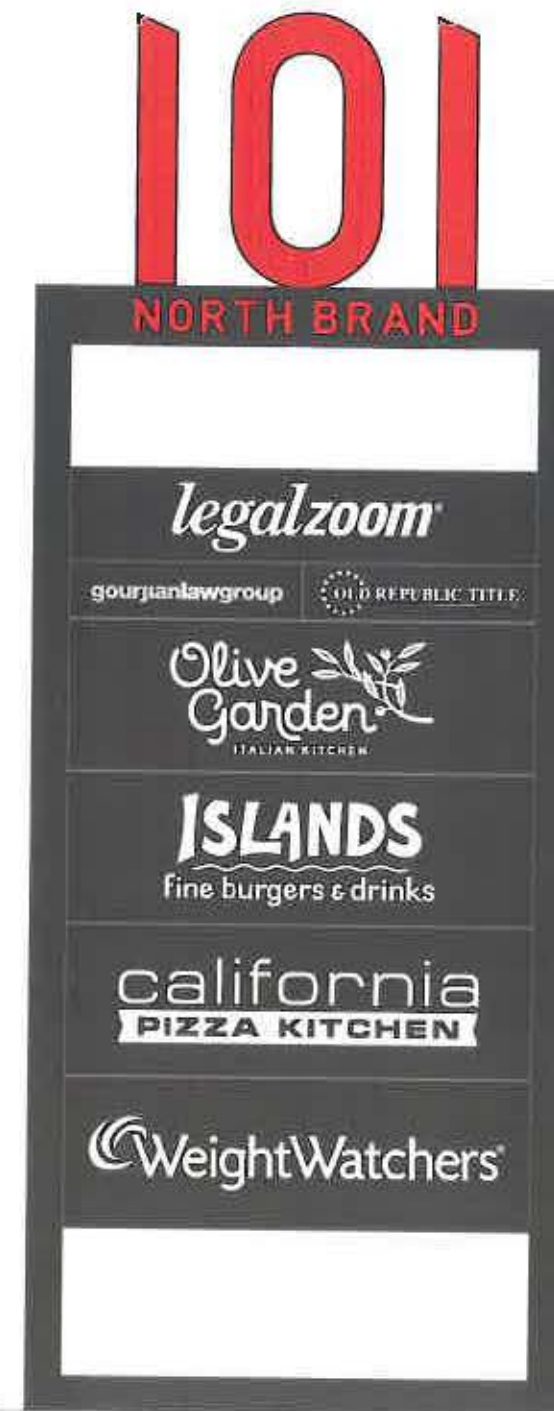 101
NORTH BRAND
legalzoom®
gourjianlawgroup
OLD REPUBLIC TITLE
Olive
Garden
ITALIAN KITCHEN
ISLANDS
fine burgers & drinks
california
PIZZA KITCHEN
WeightWatchers®